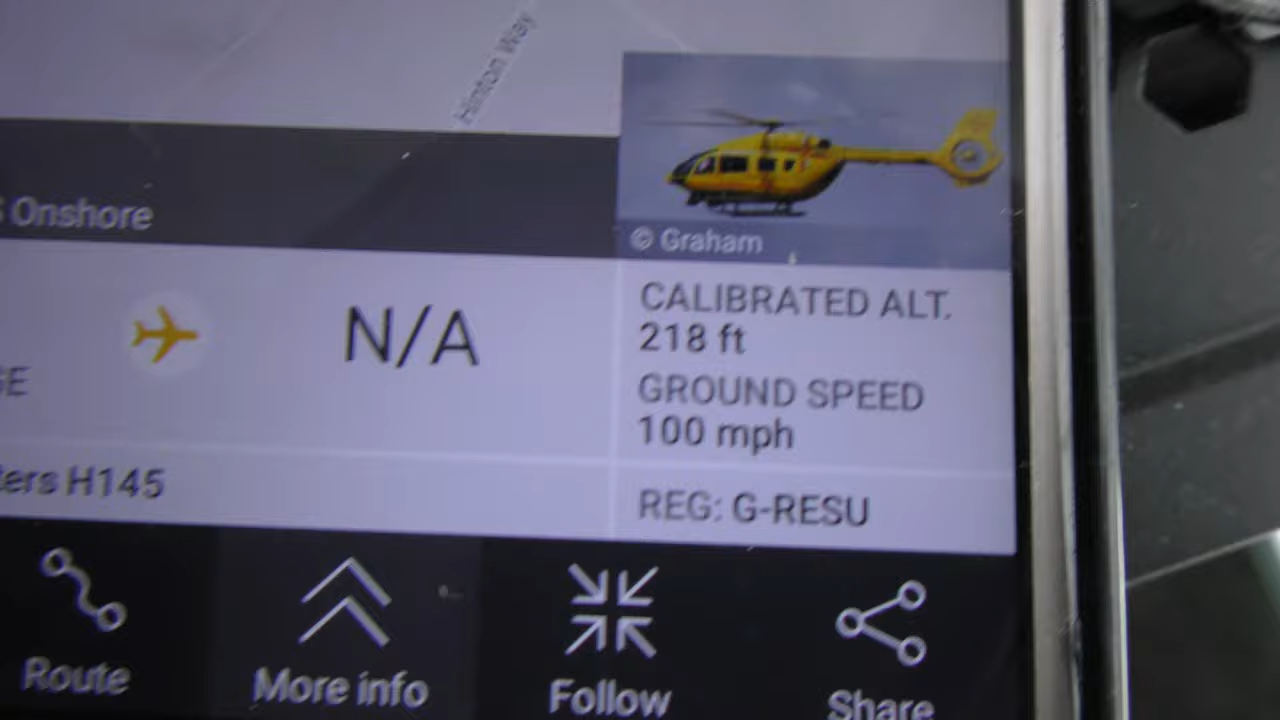 Hinton Way
Onshore
© Graham
N/A
CALIBRATED ALT.
218 ft
GROUND SPEED
100 mph
GE
ters H145
REG: G-RESU
Route
More info
Follow
Share